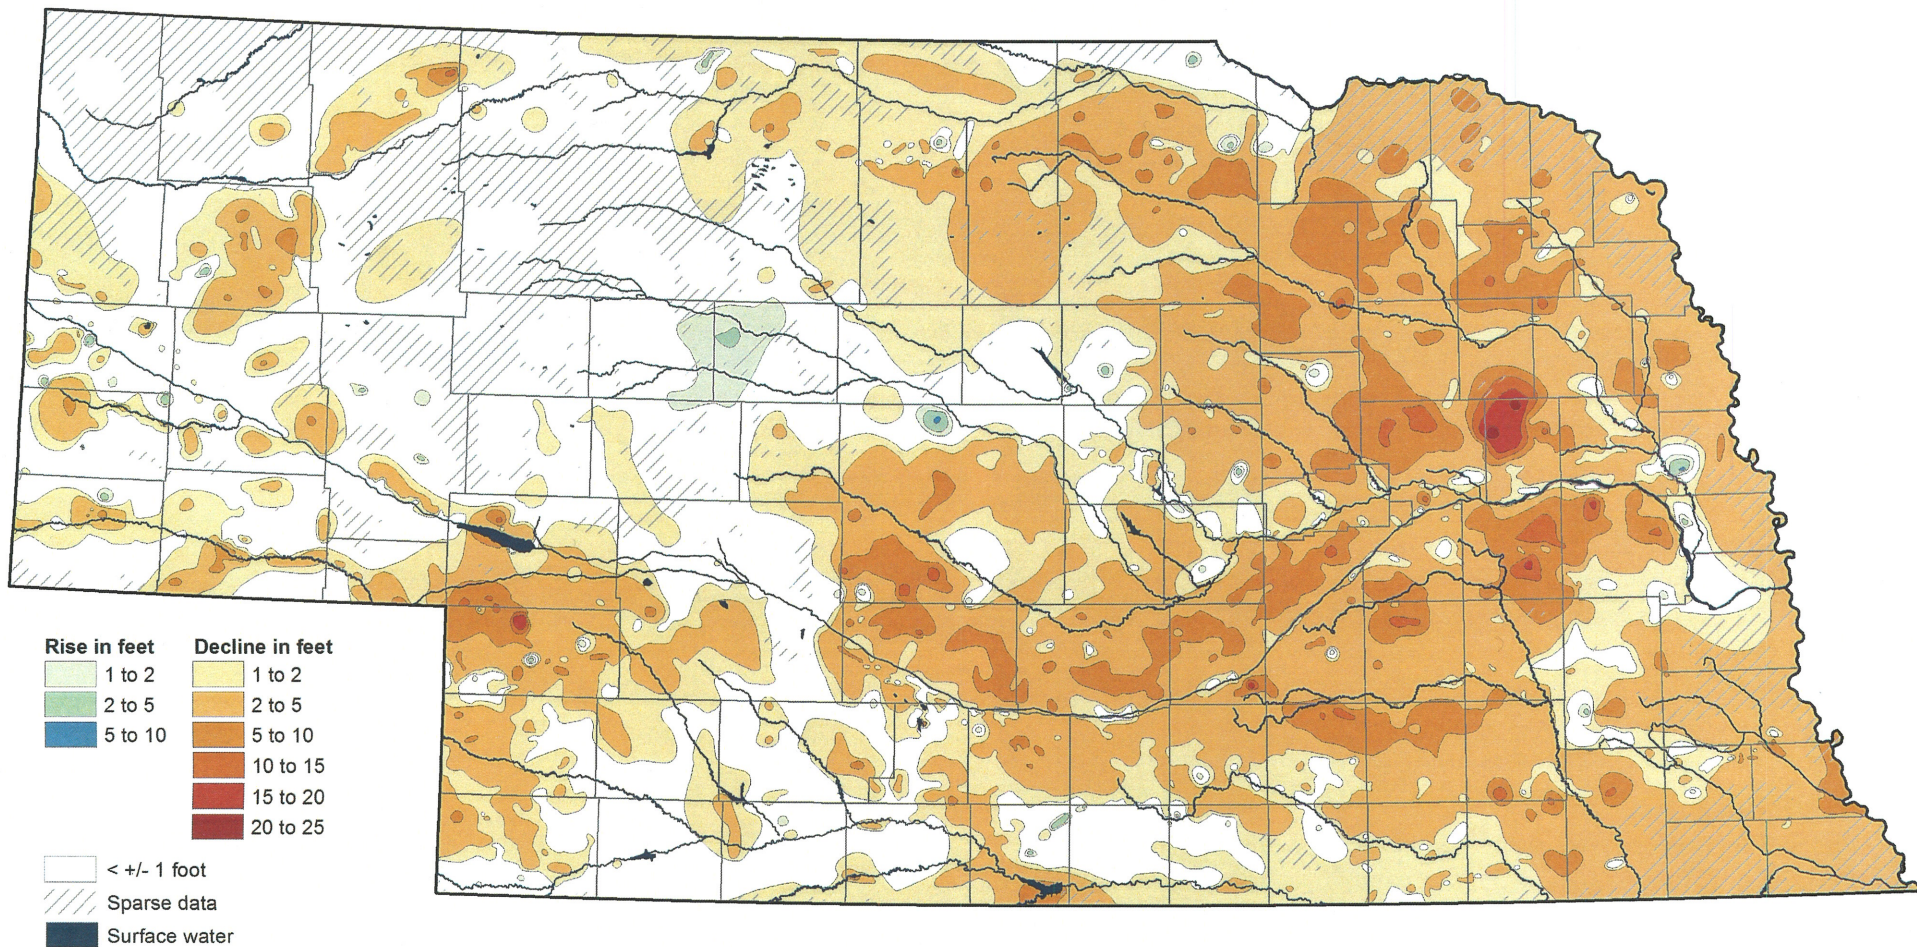 Rise in feet
1 to 2
2 to 5
5 to 10
Decline in feet
1 to 2
2 to 5
5 to 10
10 to 15
15 to 20
20 to 25
< +/- 1 foot
Sparse data
Surface water